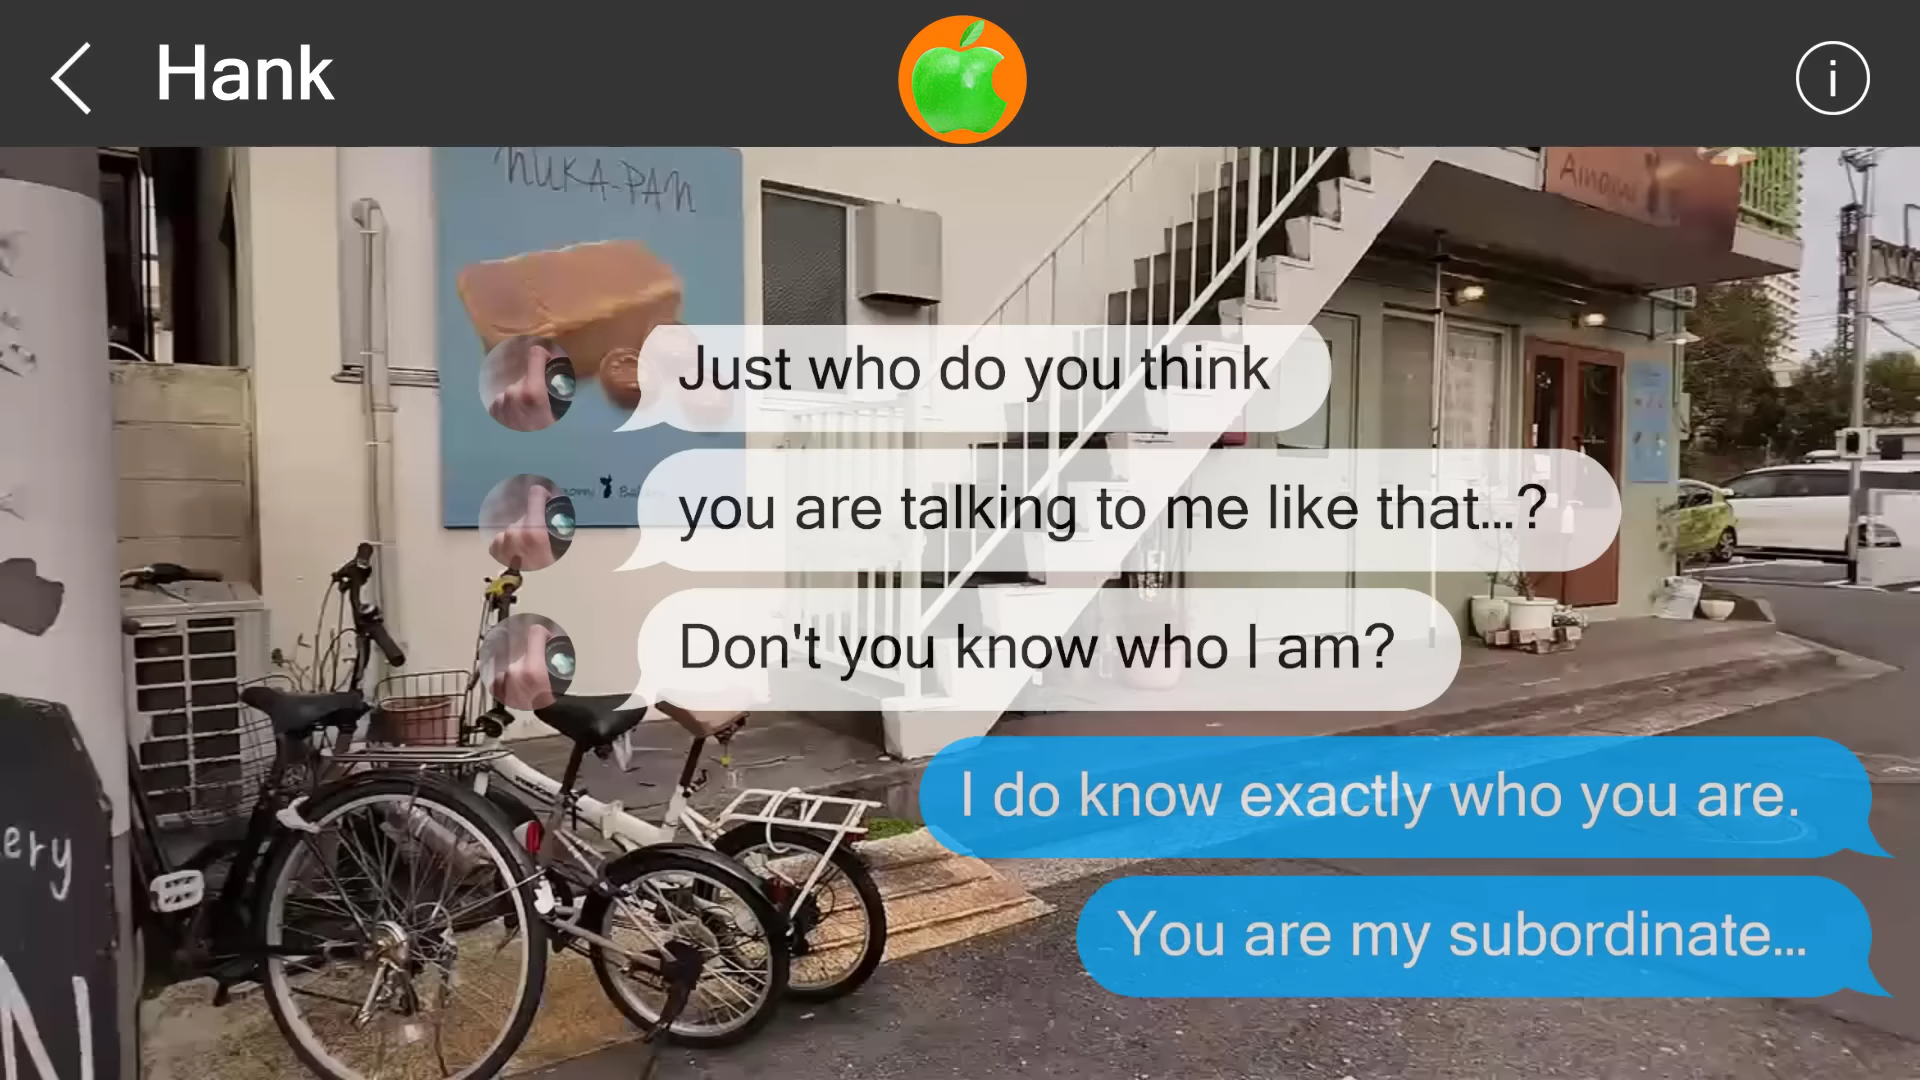 Hank
i
NUKA-PAN
Just who do you think
you are talking to me like that...?
Don't you know who I am?
I do know exactly who you are.
You are my subordinate...
ery
N